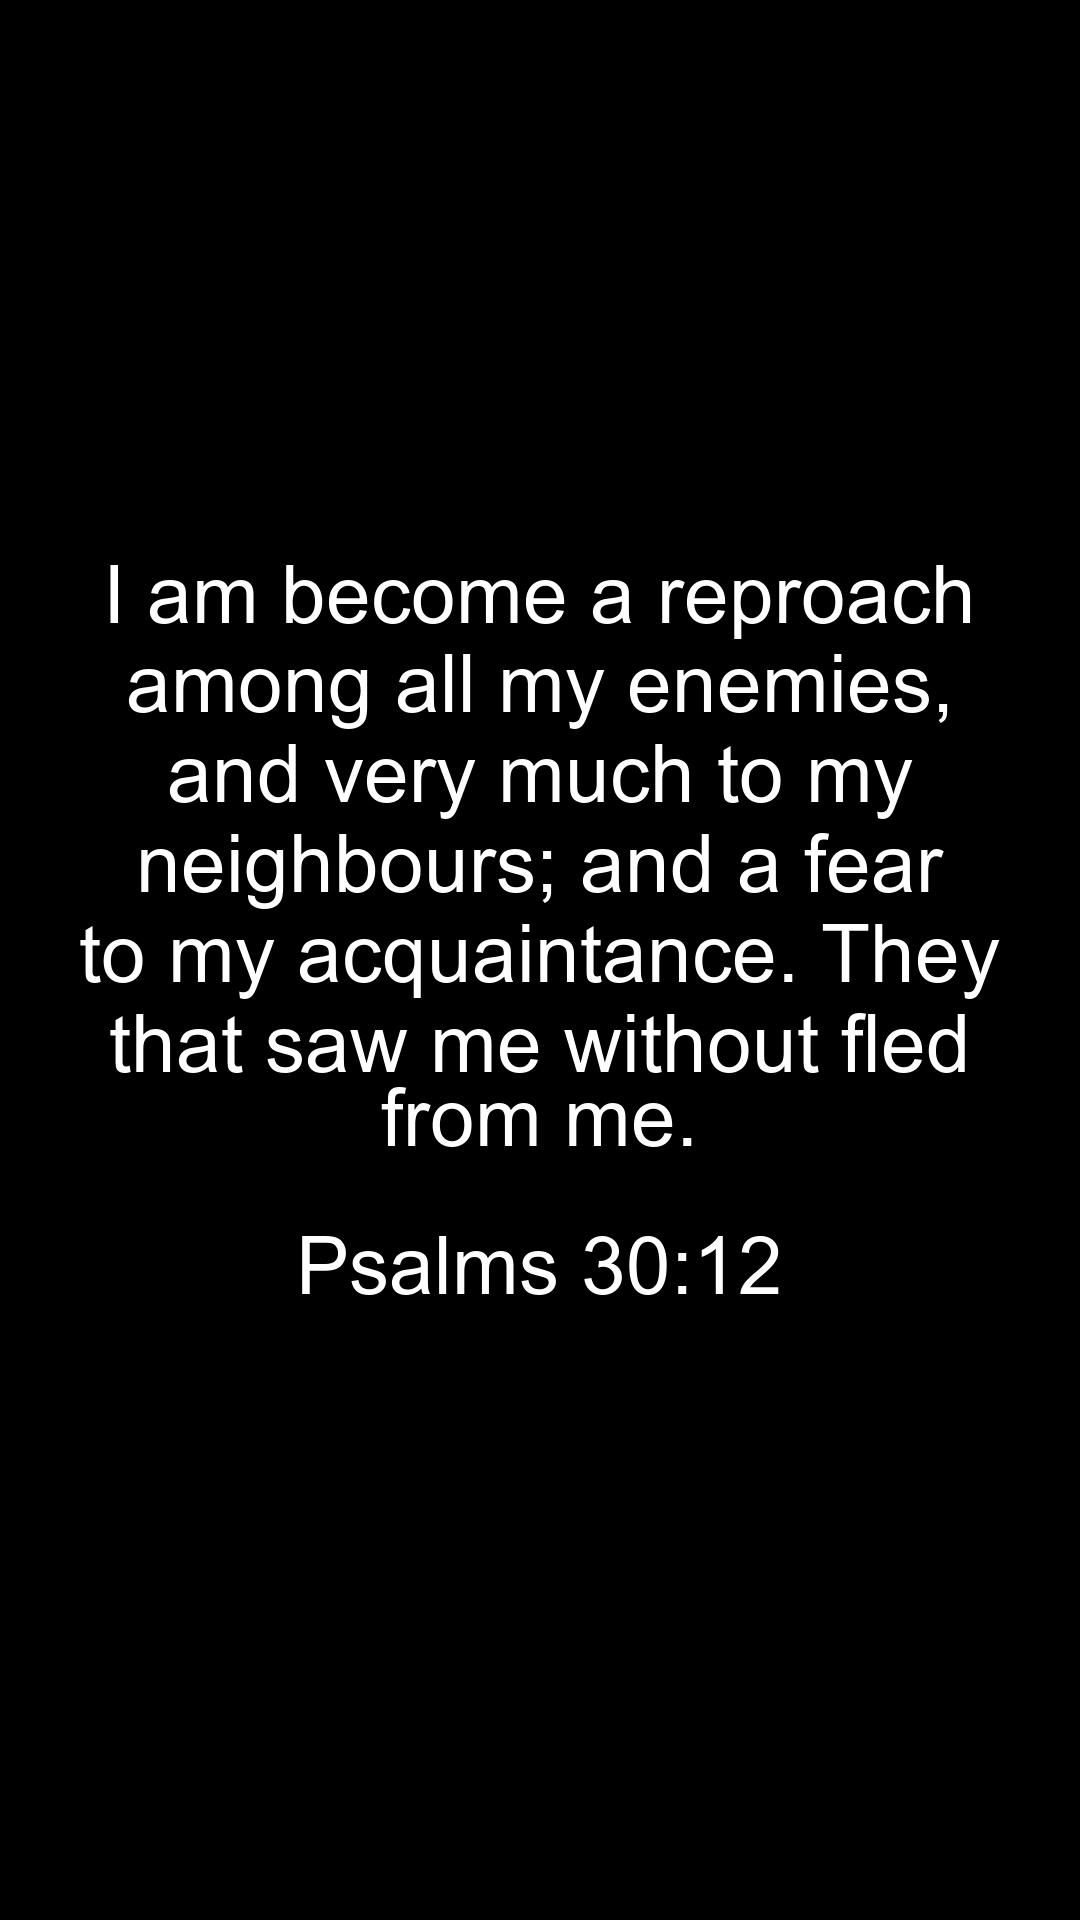 I am become a reproach
among all my enemies,
and very much to my
neighbours; and a fear
to my acquaintance. They
that saw me without fled
from me.
Psalms 30:12